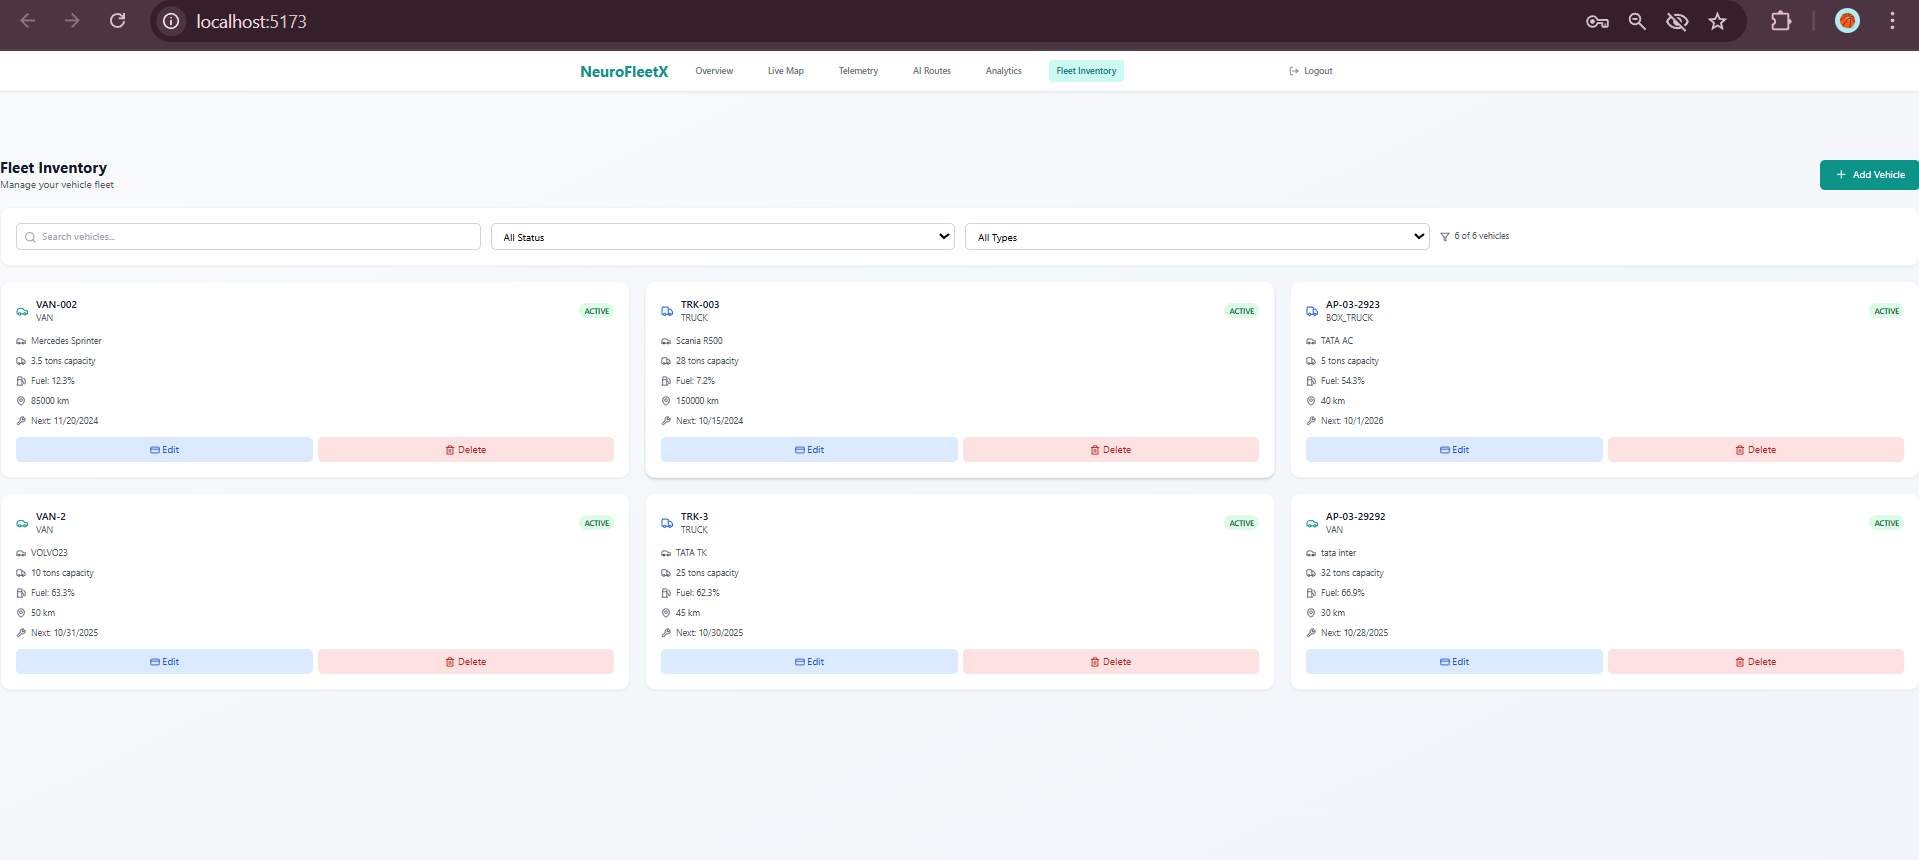 localhost:5173
NeuroFleetX Overview Live Map Telemetry AI Routes Analytics Fleet Inventory Logout
Fleet Inventory
Manage your vehicle fleet
Add Vehicle
Search vehicles... All Status All Types 6 of 6 vehicles
VAN-002
VAN
ACTIVE
Mercedes Sprinter
3.5 tons capacity
Fuel: 12.3%
85000 km
Next: 11/20/2024
Edit Delete
TRK-003
TRUCK
ACTIVE
Scania R500
28 tons capacity
Fuel: 7.2%
150000 km
Next: 10/15/2024
Edit Delete
AP-03-2923
BOX_TRUCK
ACTIVE
TATA AC
5 tons capacity
Fuel: 54.3%
40 km
Next: 10/1/2026
Edit Delete
VAN-2
VAN
ACTIVE
VOLVO23
10 tons capacity
Fuel: 63.3%
50 km
Next: 10/31/2025
Edit Delete
TRK-3
TRUCK
ACTIVE
TATA TK
25 tons capacity
Fuel: 62.3%
45 km
Next: 10/30/2025
Edit Delete
AP-03-29292
VAN
ACTIVE
tata inter
32 tons capacity
Fuel: 66.9%
30 km
Next: 10/28/2025
Edit Delete